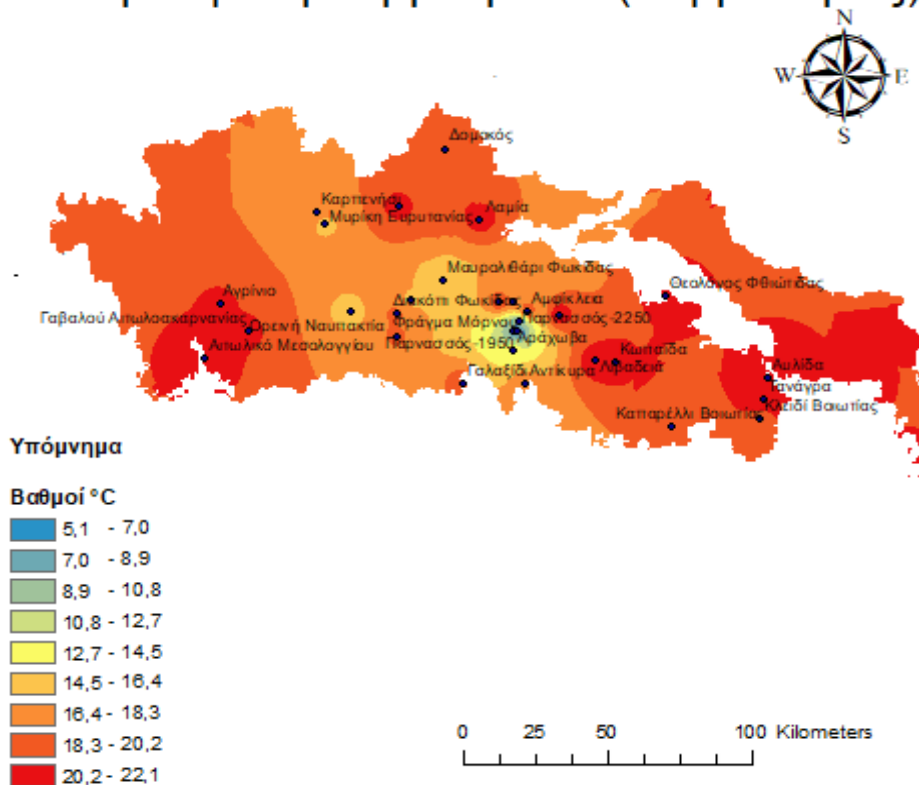 N
W E
S
Δομοκός
Καρπενήσι
Μυρίκη Ευρυτανίας
Λαμία
Μαυρολιθάρι Φωκίδας
Θεολόγος Φθιώτιδας
Αγρίνιο
Διακόπι Φωκίδας
Αμφίκλεια
Γαβαλού Αιτωλοακαρνανίας
Ορεινή Ναυπακτία
Φράγμα Μόρνου
Παρνασσός-2250
Αιτωλικό Μεσολογγίου
Παρνασσός-1950
Αράχωβα
Κωπαΐδα
Γαλαξίδι
Αντίκυρα
Λιβαδειά
Αυλίδα
Τανάγρα
Καπαρέλλι Βοιωτίας
Κλειδί Βοιωτίας
Υπόμνημα
Βαθμοί °C
5,1 - 7,0
7,0 - 8,9
8,9 - 10,8
10,8 - 12,7
12,7 - 14,5
14,5 - 16,4
16,4 - 18,3
18,3 - 20,2
20,2 - 22,1
0 25 50 100 Kilometers